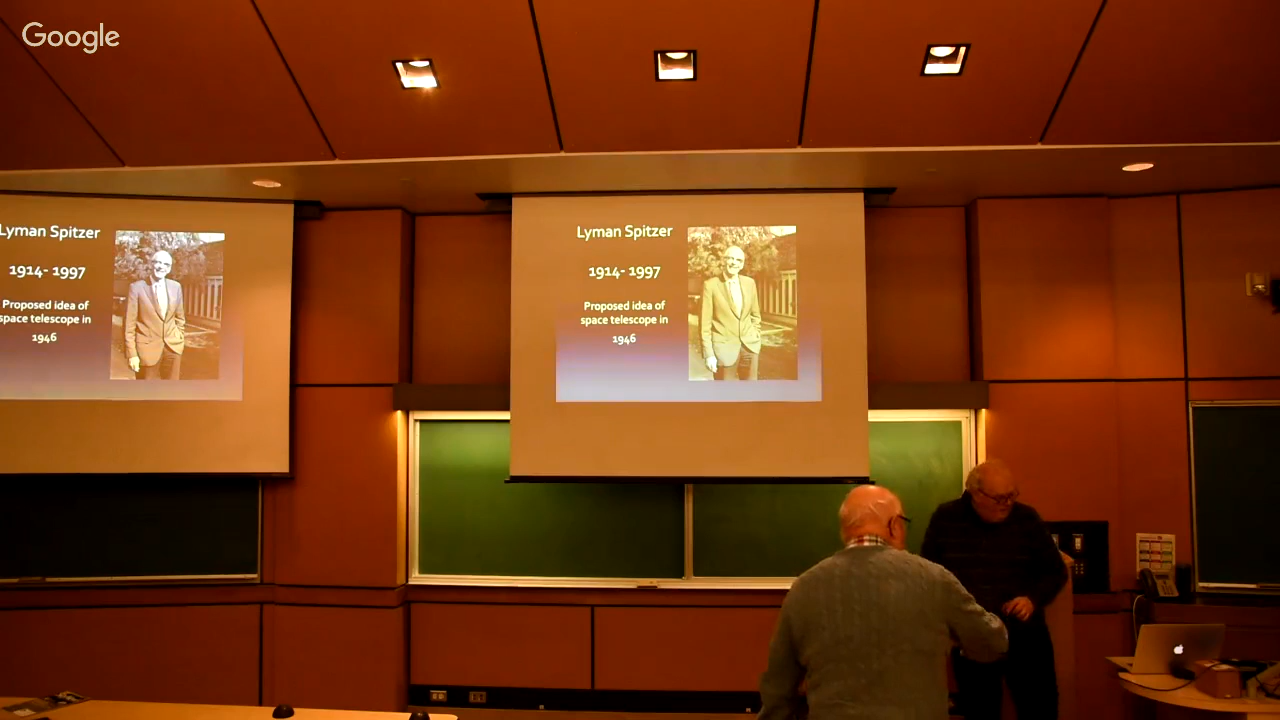 Google
Lyman Spitzer
1914- 1997
Proposed idea of
space telescope in
1946
Lyman Spitzer
1914- 1997
Proposed idea of
space telescope in
1946